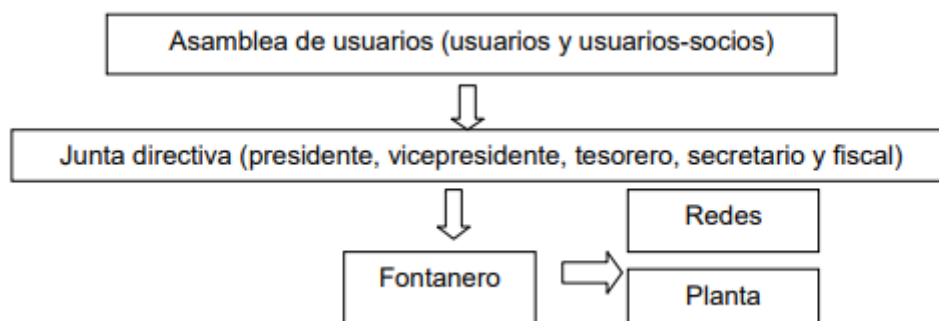 Asamblea de usuarios (usuarios y usuarios-socios)
Junta directiva (presidente, vicepresidente, tesorero, secretario y fiscal)
Redes
Fontanero
Planta